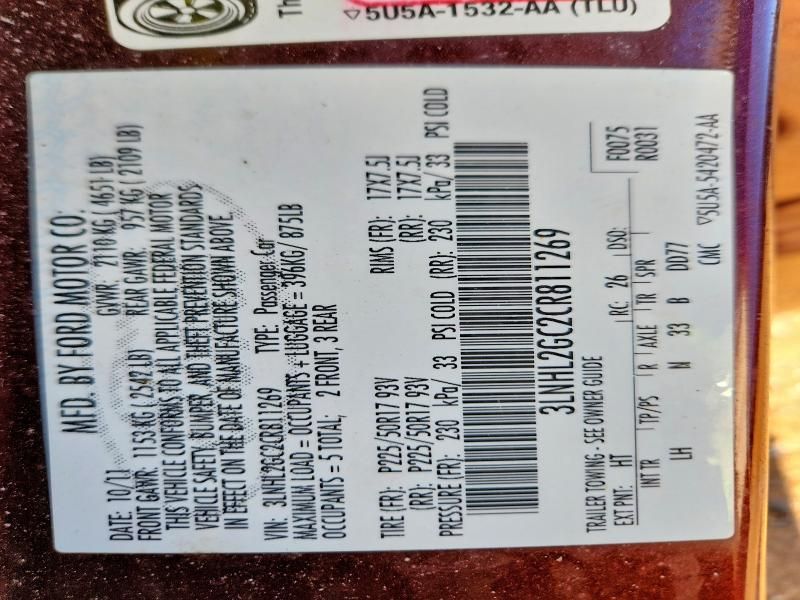 Th
▽5U5A-1532-AA (TLU)
MFD. BY FORD MOTOR CO.
DATE: 10/11 GVWR: 2110 KG (4651 LB)
FRONT GAWR: 1153 KG (2542 LB) REAR GAWR: 957 KG (2109 LB)
THIS VEHICLE CONFORMS TO ALL APPLICABLE FEDERAL MOTOR
VEHICLE SAFETY, BUMPER, AND THEFT PREVENTION STANDARDS
IN EFFECT ON THE DATE OF MANUFACTURE SHOWN ABOVE.
VIN: 3LNHL2GC2CR811269 TYPE: Passenger Car
MAXIMUM LOAD = OCCUPANTS + LUGGAGE = 396KG/ 875LB
OCCUPANTS = 5 TOTAL; 2 FRONT, 3 REAR
TIRE (FR): P225/50R17 93V RIMS (FR): 17X7.5J
(RR): P225/50R17 93V (RR): 17X7.5J
PRESSURE (FR): 230 kPa/ 33 PSI COLD (RR): 230 kPa/ 33 PSI COLD
3LNHL2GC2CR811269
TRAILER TOWING - SEE OWNER GUIDE F0075
EXT PNT: HT RC: 26 DSO: R0031
INT TR TP/PS R AXLE TR SPR
LH N 33 B DD77
CMC ▽5U5A-5420472-AA